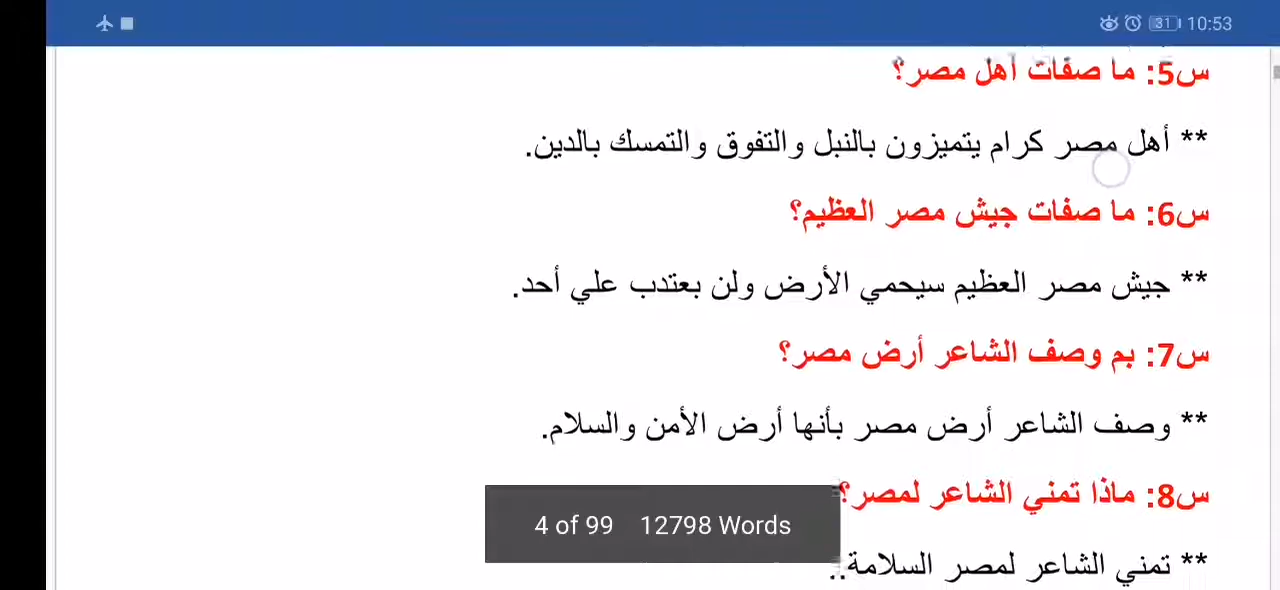 31 10:53
س5: ما صفات أهل مصر؟
** أهل مصر كرام يتميزون بالنبل والتفوق والتمسك بالدين.
س6: ما صفات جيش مصر العظيم؟
** جيش مصر العظيم سيحمي الأرض ولن بعتدب علي أحد.
س7: بم وصف الشاعر أرض مصر؟
** وصف الشاعر أرض مصر بأنها أرض الأمن والسلام.
س8: ماذا تمني الشاعر لمصر؟
4 of 99 12798 Words
** تمني الشاعر لمصر السلامة..